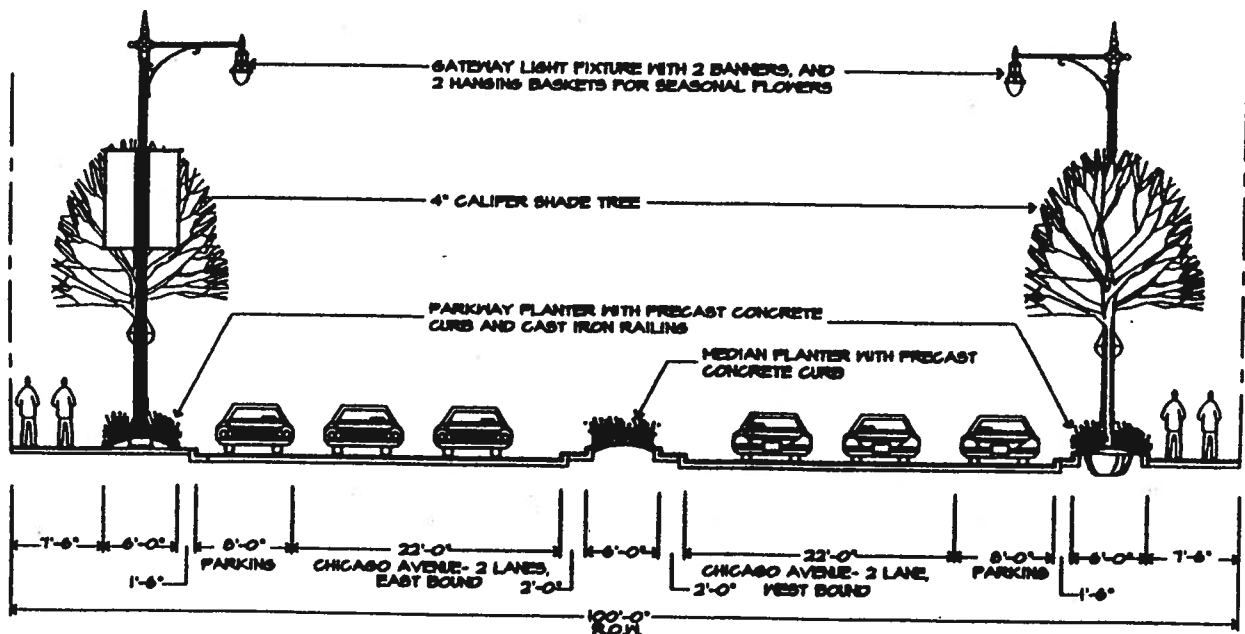 GATEWAY LIGHT FIXTURE WITH 2 BANNERS, AND
2 HANGING BASKETS FOR SEASONAL FLOWERS
4" CALIPER SHADE TREE
PARKWAY PLANTER WITH PRECAST CONCRETE
CURB AND CAST IRON RAILING
MEDIAN PLANTER WITH PRECAST
CONCRETE CURB
7'-6" 6'-0" 8'-0" 22'-0" 6'-0" 22'-0" 8'-0" 6'-0" 7'-6"
PARKING CHICAGO AVENUE- 2 LANES, CHICAGO AVENUE- 2 LANE, PARKING
1'-6" EAST BOUND 2'-0" 2'-0" WEST BOUND 1'-6"
100'-0"
R.O.W.